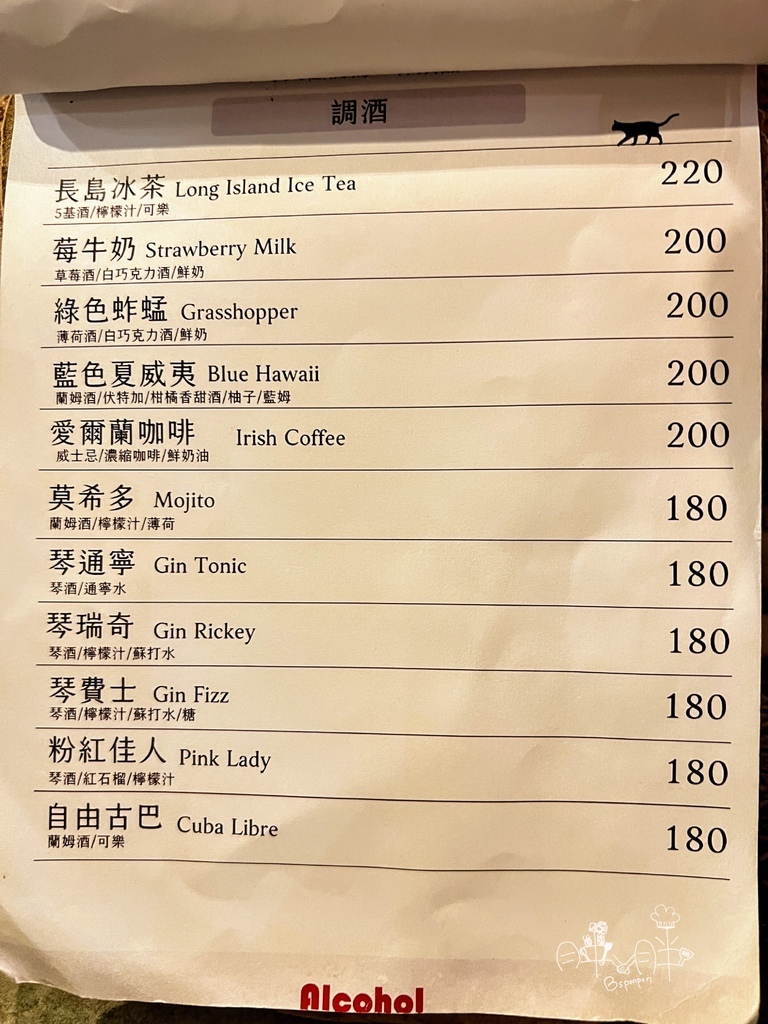 調酒
長島冰茶 Long Island Ice Tea 220
5基酒/檸檬汁/可樂
莓牛奶 Strawberry Milk 200
草莓酒/白巧克力酒/鮮奶
綠色蚱蜢 Grasshopper 200
薄荷酒/白巧克力酒/鮮奶
藍色夏威夷 Blue Hawaii 200
蘭姆酒/伏特加/柑橘香甜酒/柚子/藍姆
愛爾蘭咖啡 Irish Coffee 200
威士忌/濃縮咖啡/鮮奶油
莫希多 Mojito 180
蘭姆酒/檸檬汁/薄荷
琴通寧 Gin Tonic 180
琴酒/通寧水
琴瑞奇 Gin Rickey 180
琴酒/檸檬汁/蘇打水
琴費士 Gin Fizz 180
琴酒/檸檬汁/蘇打水/糖
粉紅佳人 Pink Lady 180
琴酒/紅石榴/檸檬汁
自由古巴 Cuba Libre 180
蘭姆酒/可樂
Bsponpon
Alcohol